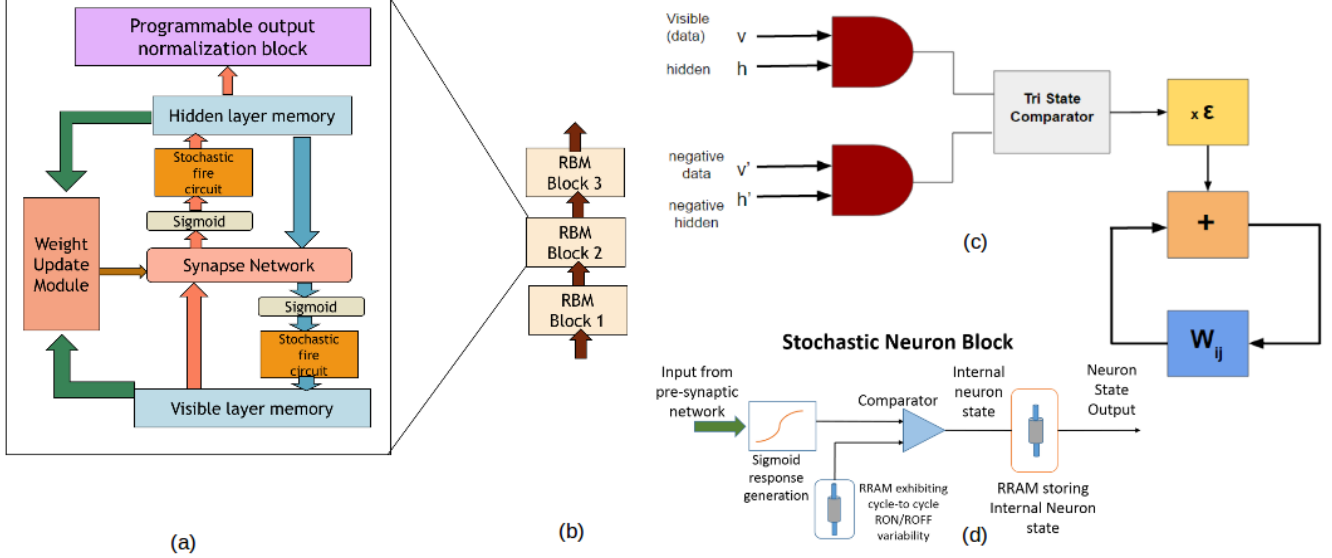 Programmable output
normalization block
Hidden layer memory
Stochastic
fire
circuit
Sigmoid
Weight
Update
Module
Synapse Network
Sigmoid
Stochastic
fire
circuit
Visible layer memory
(a)
RBM
Block 3
RBM
Block 2
RBM
Block 1
(b)
Visible
(data)
v
hidden
h
negative
data
v'
negative
hidden
h'
Tri State
Comparator
x ε
+
W ij
(c)
Stochastic Neuron Block
Input from
pre-synaptic
network
Sigmoid
response
generation
Comparator
RRAM exhibiting
cycle-to cycle
RON/ROFF
variability
Internal
neuron
state
RRAM storing
Internal Neuron
state
Neuron
State
Output
(d)